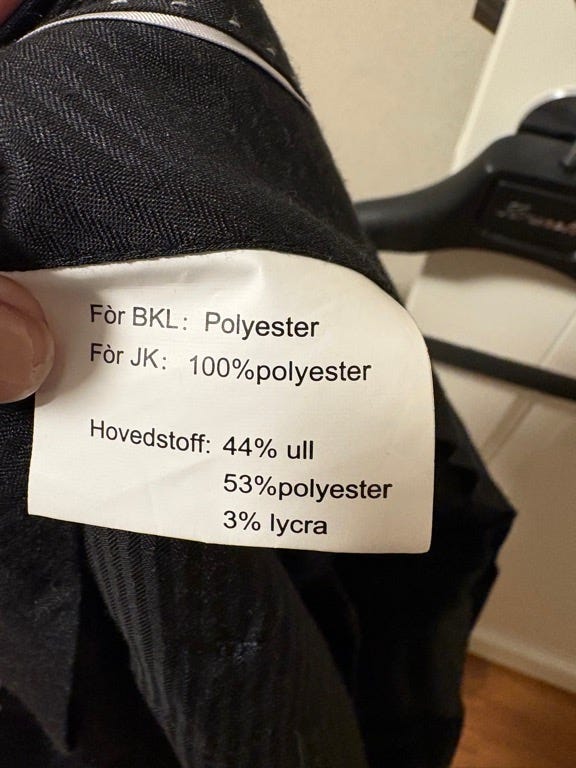 Fòr BKL: Polyester
Fòr JK: 100%polyester
Hovedstoff: 44% ull
53%polyester
3% lycra